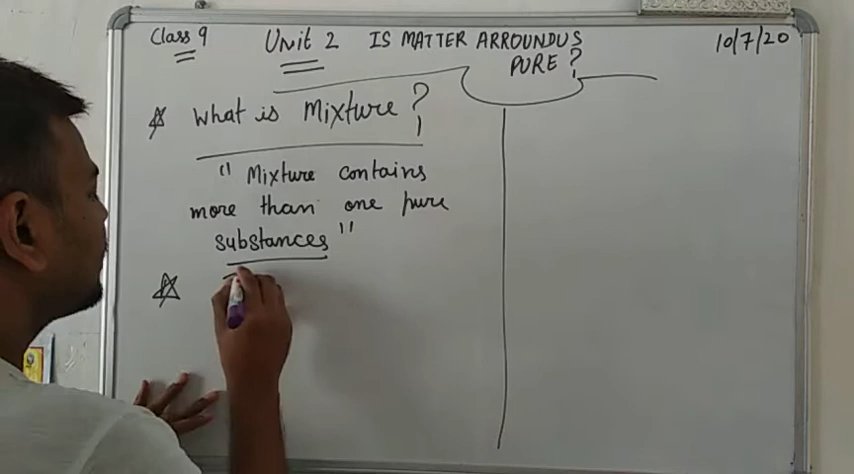 Class 9 Unit 2 IS MATTER ARROUNDUS 10/7/20
PURE ?
What is Mixture ?
" Mixture contains
more than one pure
substances "